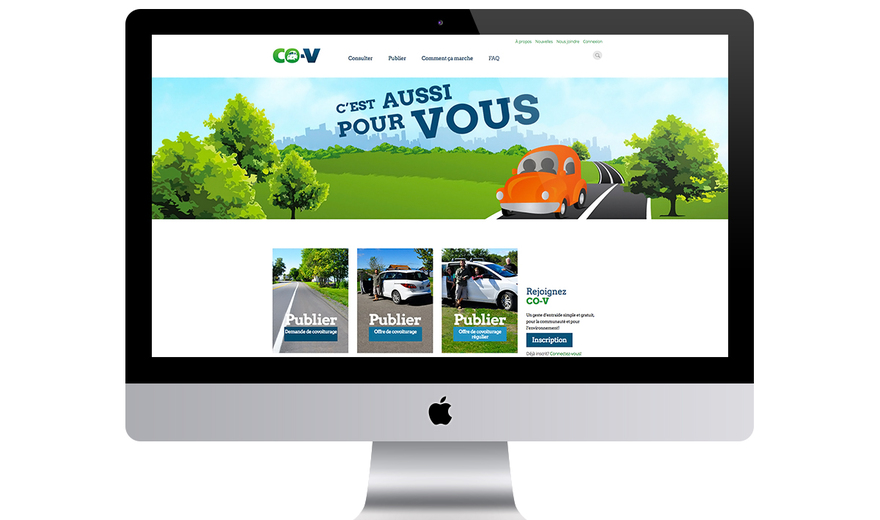 À propos Nouvelles Nous joindre Connexion
CO-V
Consulter Publier Comment ça marche FAQ
C'EST AUSSI
POUR VOUS
Publier
Demande de covoiturage
Publier
Offre de covoiturage
Publier
Offre de covoiturage
régulier
Rejoignez
CO-V
Un geste d'entraide simple et gratuit,
pour la communauté et pour
l'environnement!
Inscription
Déjà inscrit? Connectez-vous!